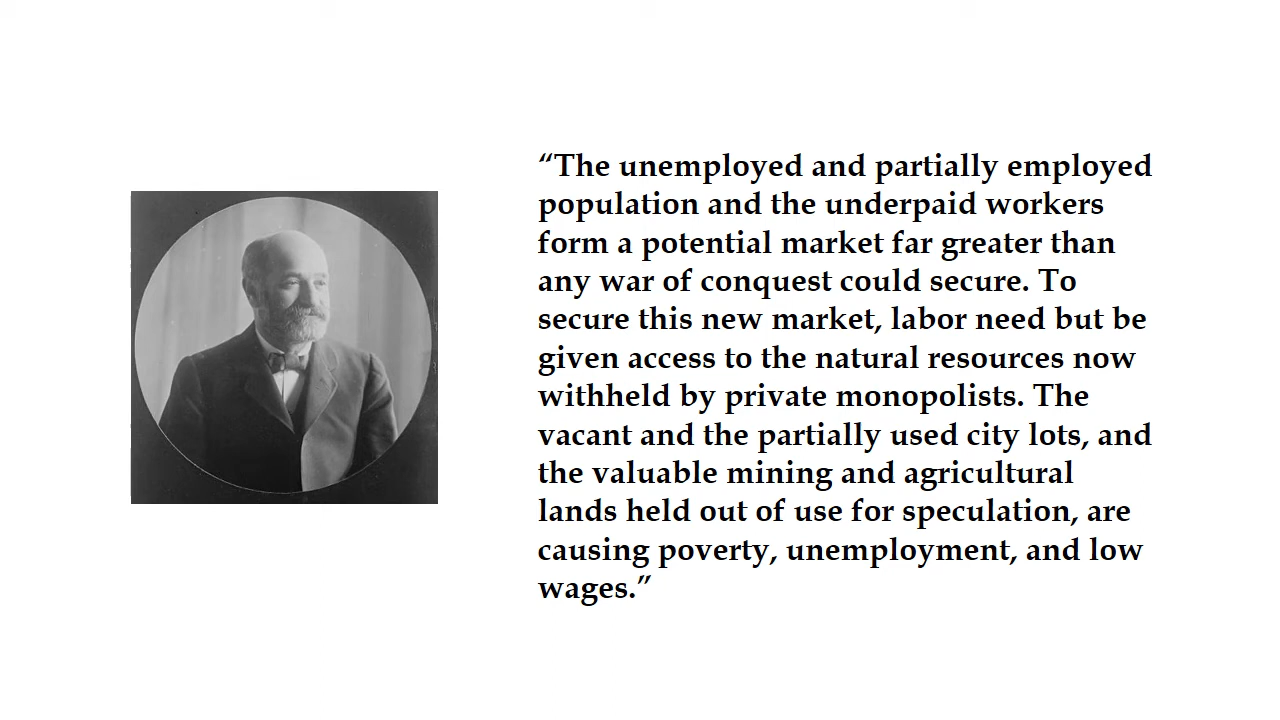 “The unemployed and partially employed
population and the underpaid workers
form a potential market far greater than
any war of conquest could secure. To
secure this new market, labor need but be
given access to the natural resources now
withheld by private monopolists. The
vacant and the partially used city lots, and
the valuable mining and agricultural
lands held out of use for speculation, are
causing poverty, unemployment, and low
wages.”